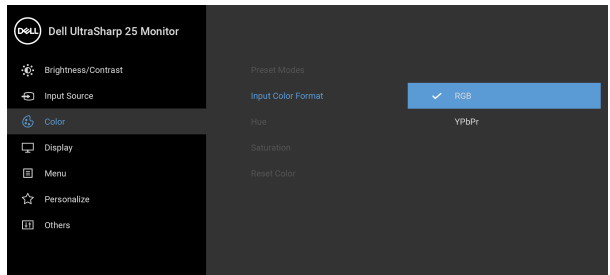 DELL
Dell UltraSharp 25 Monitor
Brightness/Contrast
Input Source
Color
Display
Menu
Personalize
Others
Preset Modes
Input Color Format
Hue
Saturation
Reset Color
RGB
YPbPr